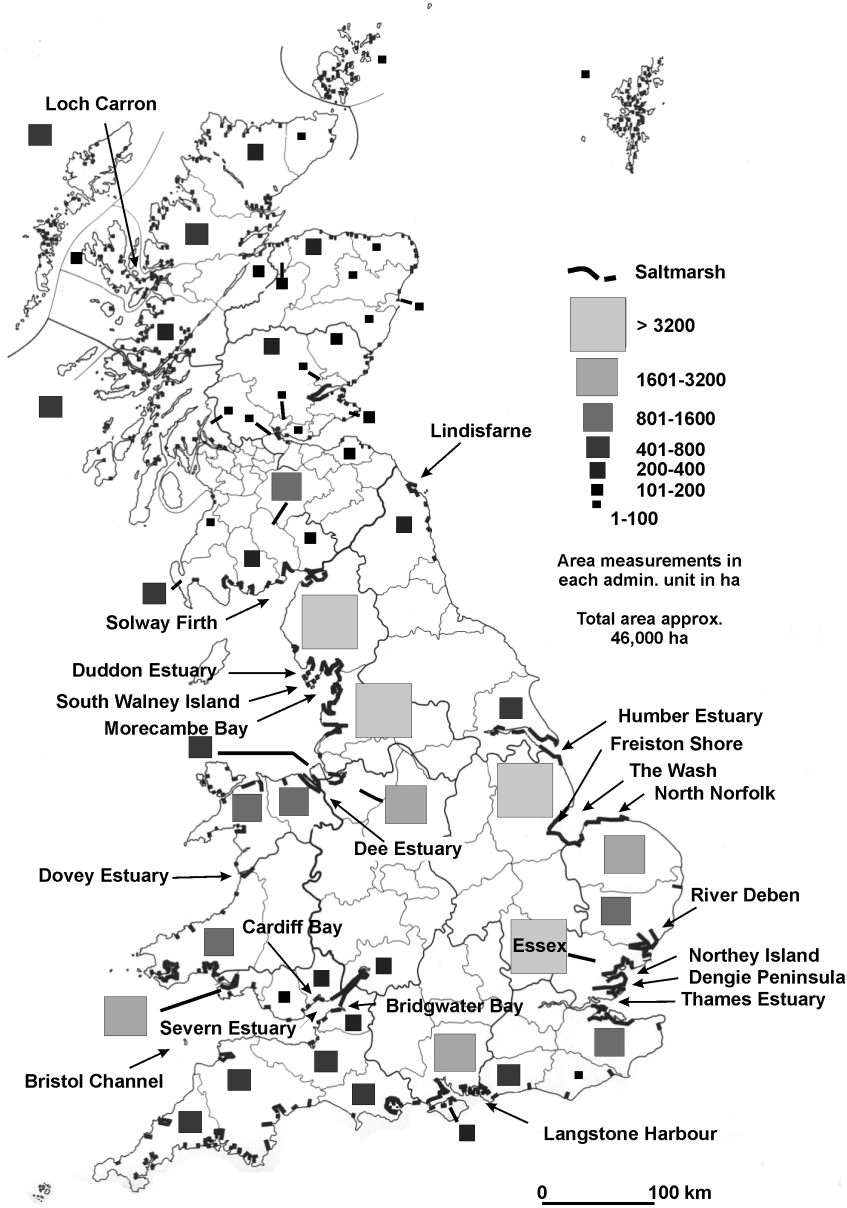 Loch Carron
Saltmarsh
> 3200
1601-3200
801-1600
401-800
200-400
101-200
1-100
Area measurements in
each admin. unit in ha
Total area approx.
46,000 ha
Lindisfarne
Solway Firth
Duddon Estuary
South Walney Island
Morecambe Bay
Humber Estuary
Freiston Shore
The Wash
North Norfolk
Dee Estuary
Dovey Estuary
River Deben
Cardiff Bay
Essex
Northey Island
Dengie Peninsula
Thames Estuary
Bridgwater Bay
Severn Estuary
Bristol Channel
Langstone Harbour
0 100 km